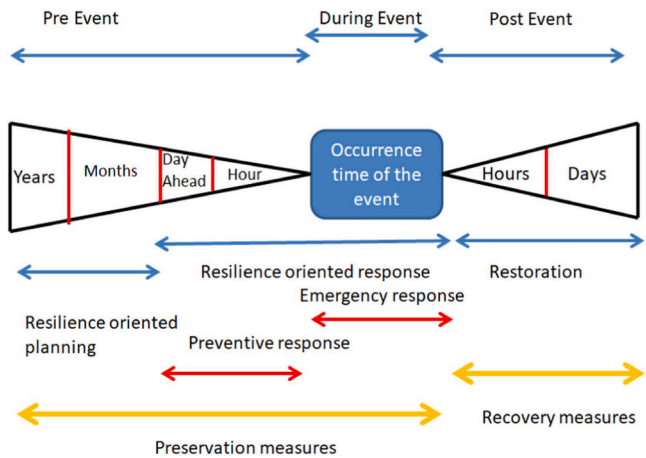 Pre Event
During Event
Post Event
Years
Months
Day
Ahead
Hour
Occurrence
time of the
event
Hours
Days
Resilience oriented response
Restoration
Emergency response
Resilience oriented
planning
Preventive response
Recovery measures
Preservation measures